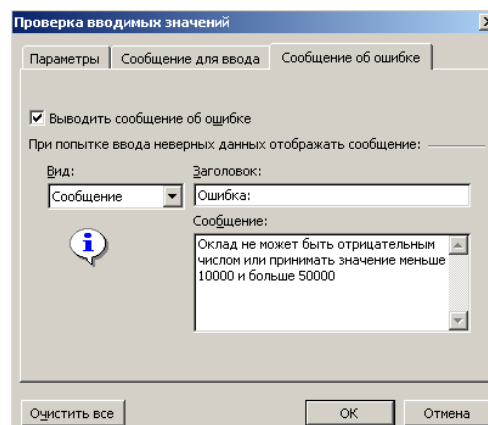 Проверка вводимых значений
Параметры Сообщение для ввода Сообщение об ошибке
Выводить сообщение об ошибке
При попытке ввода неверных данных отображать сообщение:
Вид: Заголовок:
Сообщение Ошибка:
Сообщение:
Оклад не может быть отрицательным
числом или принимать значение меньше
10000 и больше 50000
Очистить все ОК Отмена